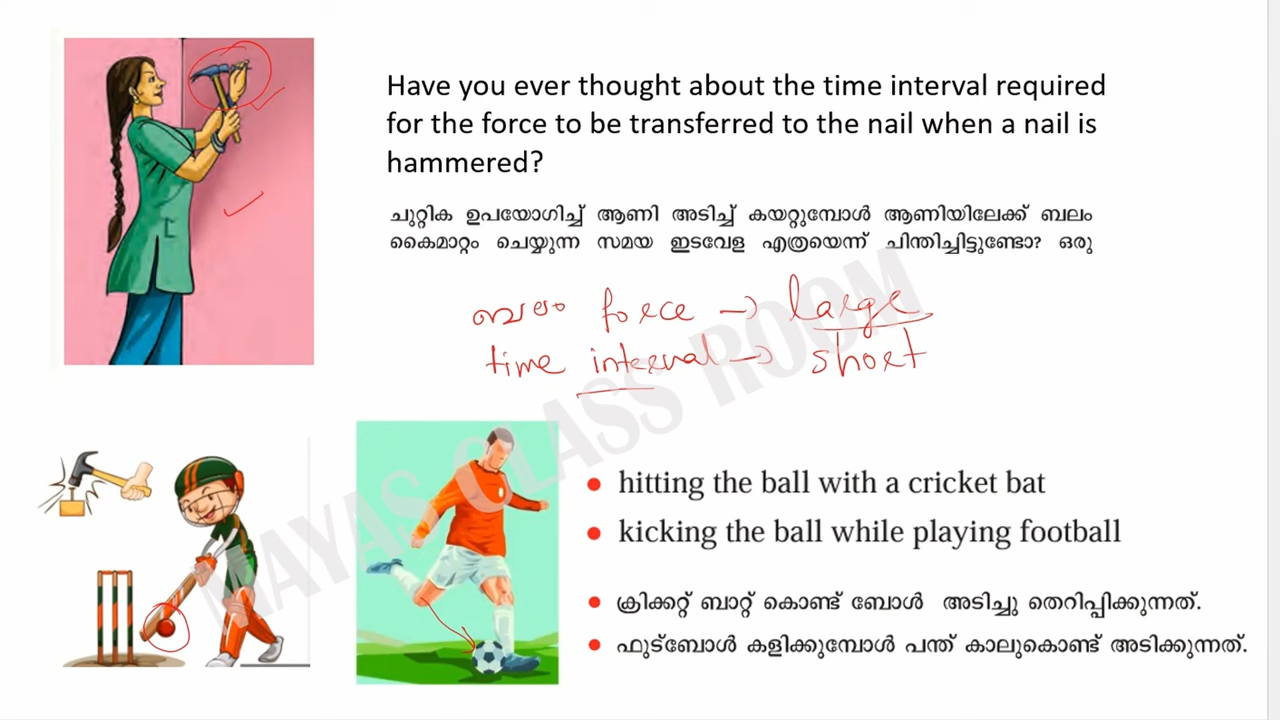 Have you ever thought about the time interval required
for the force to be transferred to the nail when a nail is
hammered?
ചുറ്റിക ഉപയോഗിച്ച് ആണി അടിച്ച് കയറ്റുമ്പോൾ ആണിയിലേക്ക് ബലം
കൈമാറ്റം ചെയ്യുന്ന സമയ ഇടവേള എത്രയെന്ന് ചിന്തിച്ചിട്ടുണ്ടോ? ഒരു
ബലം force → large
time interval → short
MAYAS CLASS ROOM
hitting the ball with a cricket bat
kicking the ball while playing football
ക്രിക്കറ്റ് ബാറ്റ് കൊണ്ട് ബോൾ അടിച്ചു തെറിപ്പിക്കുന്നത്.
ഫുട്ബോൾ കളിക്കുമ്പോൾ പന്ത് കാലുകൊണ്ട് അടിക്കുന്നത്.